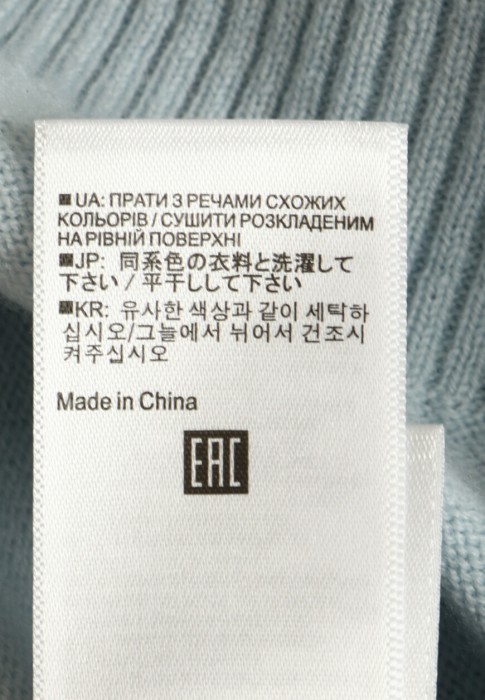 UA: ПРАТИ З РЕЧАМИ СХОЖИХ
КОЛЬОРІВ / СУШИТИ РОЗКЛАДЕНИМ
НА РІВНІЙ ПОВЕРХНІ
JP: 同系色の衣料と洗濯して
下さい / 平干しして下さい
KR: 유사한 색상과 같이 세탁하
십시오/그늘에서 뉘어서 건조시
켜주십시오
Made in China
EAC